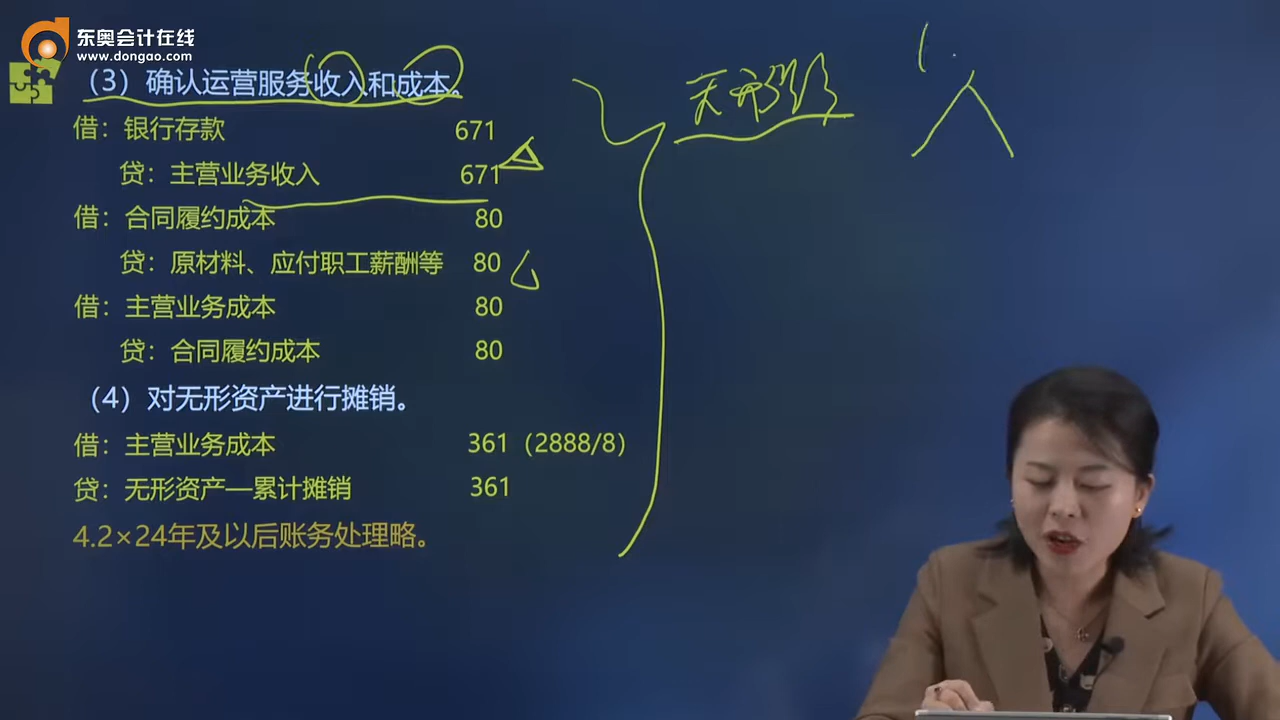 东奥会计在线
www.dongao.com
（3）确认运营服务收入和成本。
借：银行存款 671
贷：主营业务收入 671
借：合同履约成本 80
贷：原材料、应付职工薪酬等 80
借：主营业务成本 80
贷：合同履约成本 80
（4）对无形资产进行摊销。
借：主营业务成本 361（2888/8）
贷：无形资产—累计摊销 361
4.2×24年及以后账务处理略。
无形
1.